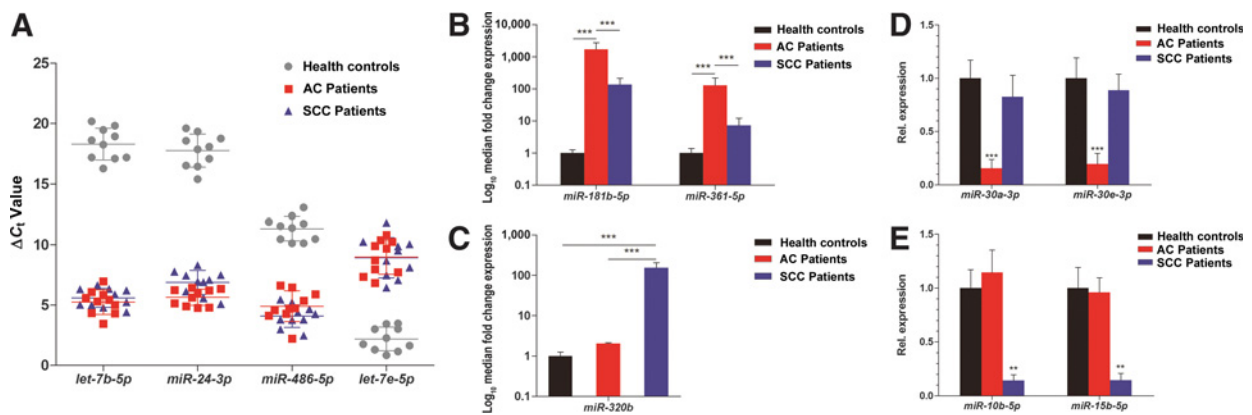 A
25
20
15
10
5
0
ΔCt Value
Health controls
AC Patients
SCC Patients
let-7b-5p
miR-24-3p
miR-486-5p
let-7e-5p
B
Log10 median fold change expression
10,000
1,000
100
10
1
0.1
*** ***
*** ***
Health controls
AC Patients
SCC Patients
miR-181b-5p
miR-361-5p
C
Log10 median fold change expression
1,000
100
10
1
0.1
***
***
Health controls
AC Patients
SCC Patients
miR-320b
D
Rel. expression
1.5
1.0
0.5
0.0
***
***
Health controls
AC Patients
SCC Patients
miR-30a-3p
miR-30e-3p
E
Rel. expression
1.5
1.0
0.5
0.0
**
**
Health controls
AC Patients
SCC Patients
miR-10b-5p
miR-15b-5p